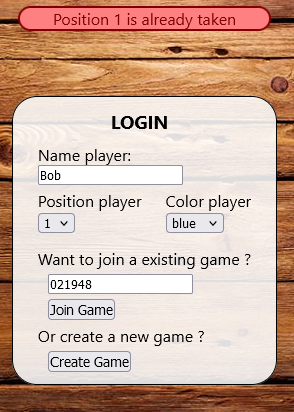 Position 1 is already taken
LOGIN
Name player:
Bob
Position player Color player
1 blue
Want to join a existing game ?
021948
Join Game
Or create a new game ?
Create Game